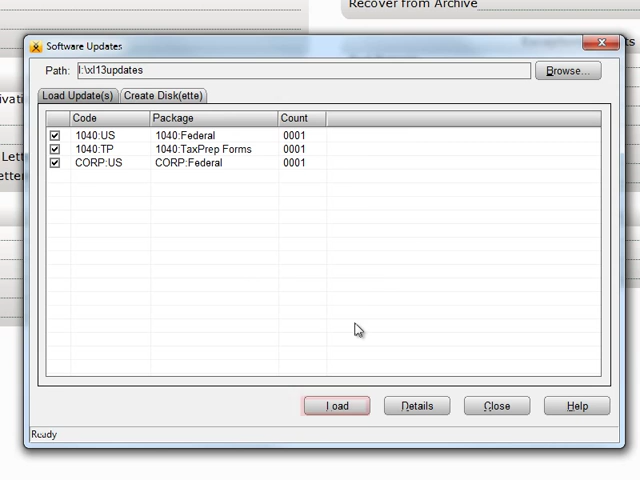 Recover from Archive
Software Updates
Path: I:\xl13updates Browse...
Load Update(s) Create Disk(ette)
Code Package Count
1040:US 1040:Federal 0001
1040:TP 1040:TaxPrep Forms 0001
CORP:US CORP:Federal 0001
Load Details Close Help
Ready